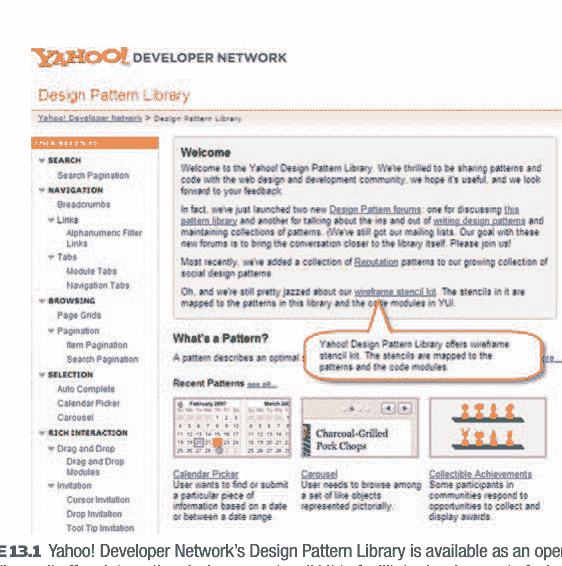 YAHOO! DEVELOPER NETWORK
Design Pattern Library
Yahoo! Developer Network > Design Pattern Library
SEARCH
Search Pagination
NAVIGATION
Breadcrumbs
Links
Alphanumeric Filter
Links
Tabs
Module Tabs
Navigation Tabs
BROWSING
Page Grids
Pagination
Item Pagination
Search Pagination
SELECTION
Auto Complete
Calendar Picker
Carousel
RICH INTERACTION
Drag and Drop
Drag and Drop
Modules
Invitation
Cursor Invitation
Drop Invitation
Tool Tip Invitation
Welcome
Welcome to the Yahoo! Design Pattern Library. We're thrilled to be sharing patterns and
code with the web design and development community, we hope it's useful, and we look
forward to your feedback.
In fact, we've just launched two new Design Pattern forums: one for discussing this
pattern library and another for talking about the ins and out of writing design patterns and
maintaining collections of patterns. (We've still got our mailing lists. Our goal with these
new forums is to bring the conversation closer to the library itself. Please join us!
Most recently, we've added a collection of Reputation patterns to our growing collection of
social design patterns.
Oh, and we're still pretty jazzed about our wireframe stencil kit. The stencils in it are
mapped to the patterns in this library and the code modules in YUI.
What's a Pattern?
A pattern describes an optimal
Yahoo! Design Pattern Library offers wireframe
stencil kit. The stencils are mapped to the
patterns and the code modules.
Recent Patterns see all...
February 2007
March 200
Charcoal-Grilled
Pork Chops
Calendar Picker
User wants to find or submit
a particular piece of
information based on a date
or between a date range.
Carousel
User needs to browse among
a set of like objects
represented pictorially.
Collectible Achievements
Some participants in
communities respond to
opportunities to collect and
display awards.
E 13.1 Yahoo! Developer Network's Design Pattern Library is available as an oper